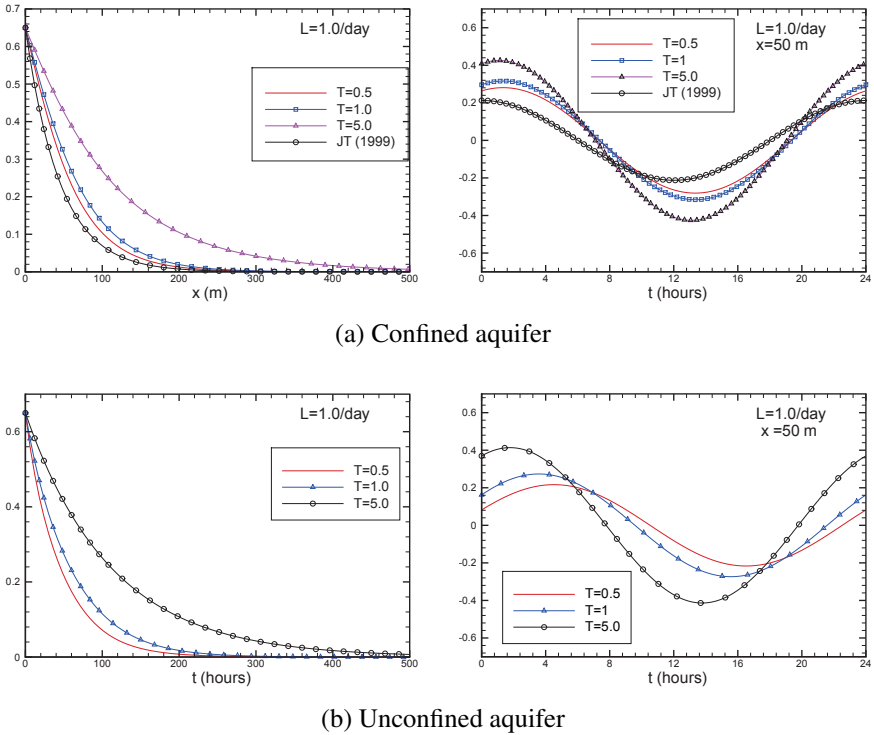 0.7
0.6
0.5
0.4
0.3
0.2
0.1
0
0 100 200 300 400 500
x (m)
L=1.0/day
T=0.5
T=1.0
T=5.0
JT (1999)
0.6
0.4
0.2
0
-0.2
-0.4
-0.6
0 4 8 12 16 20 24
t (hours)
L=1.0/day
x=50 m
T=0.5
T=1
T=5.0
JT (1999)
(a) Confined aquifer
0.6
0.4
0.2
0
0 100 200 300 400 500
t (hours)
L=1.0/day
T=0.5
T=1.0
T=5.0
0.6
0.4
0.2
0
-0.2
-0.4
-0.6
0 4 8 12 16 20 24
t (hours)
L=1.0/day
x =50 m
T=0.5
T=1
T=5.0
(b) Unconfined aquifer